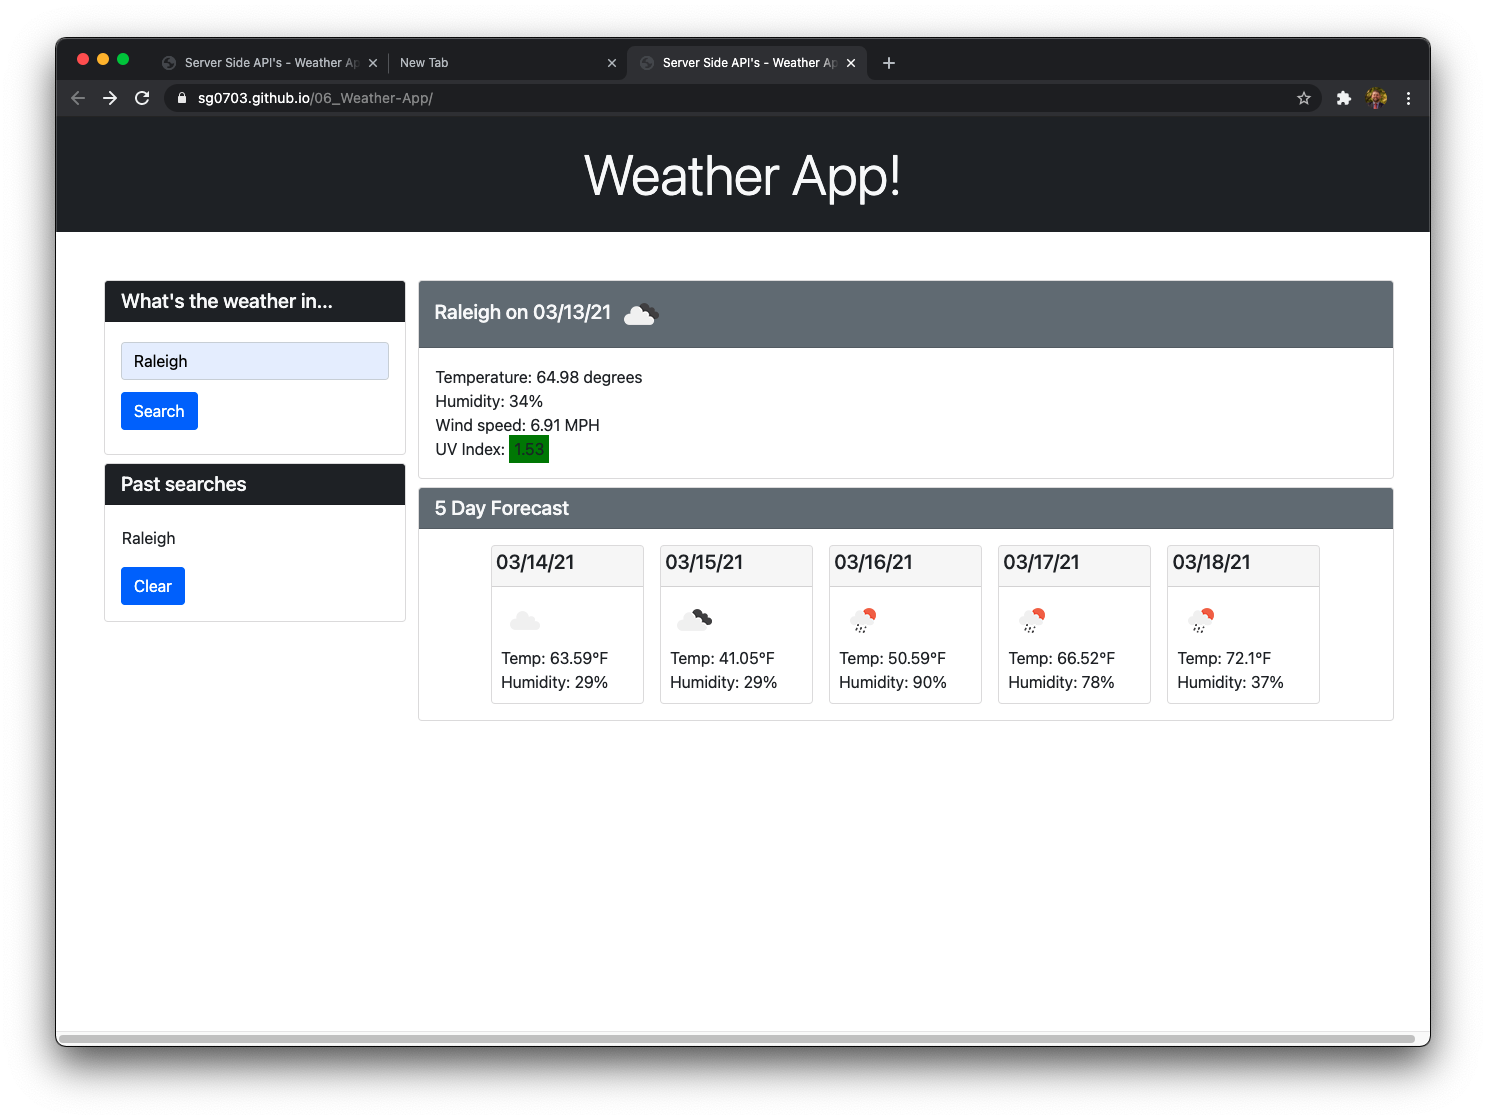 Server Side API's - Weather Ap
New Tab
Server Side API's - Weather Ap
sg0703.github.io/06_Weather-App/
Weather App!
What's the weather in...
Raleigh
Search
Past searches
Raleigh
Clear
Raleigh on 03/13/21
Temperature: 64.98 degrees
Humidity: 34%
Wind speed: 6.91 MPH
UV Index: 1.53
5 Day Forecast
03/14/21
Temp: 63.59°F
Humidity: 29%
03/15/21
Temp: 41.05°F
Humidity: 29%
03/16/21
Temp: 50.59°F
Humidity: 90%
03/17/21
Temp: 66.52°F
Humidity: 78%
03/18/21
Temp: 72.1°F
Humidity: 37%